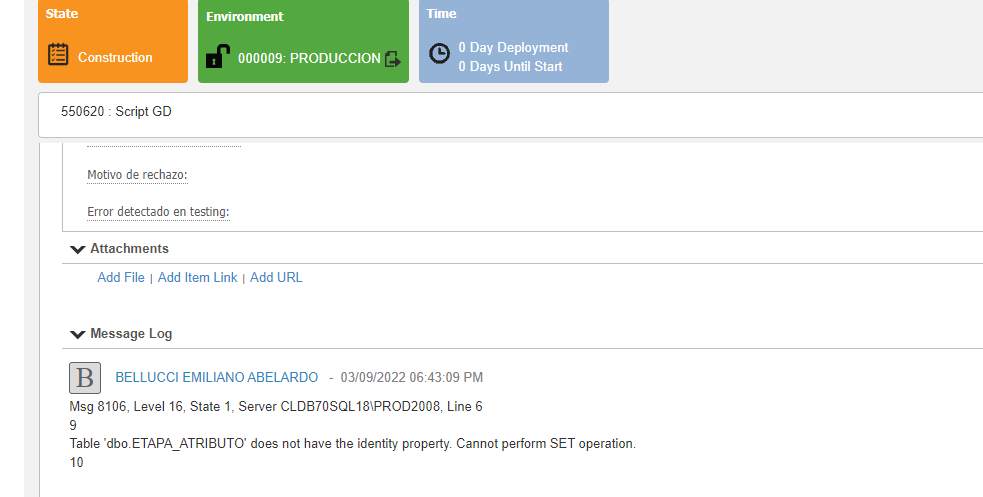 State
Construction
Environment
000009: PRODUCCION
Time
0 Day Deployment
0 Days Until Start
550620 : Script GD
Motivo de rechazo:
Error detectado en testing:
Attachments
Add File | Add Item Link | Add URL
Message Log
B
BELLUCCI EMILIANO ABELARDO - 03/09/2022 06:43:09 PM
Msg 8106, Level 16, State 1, Server CLDB70SQL18\PROD2008, Line 6
9
Table 'dbo.ETAPA_ATRIBUTO' does not have the identity property. Cannot perform SET operation.
10